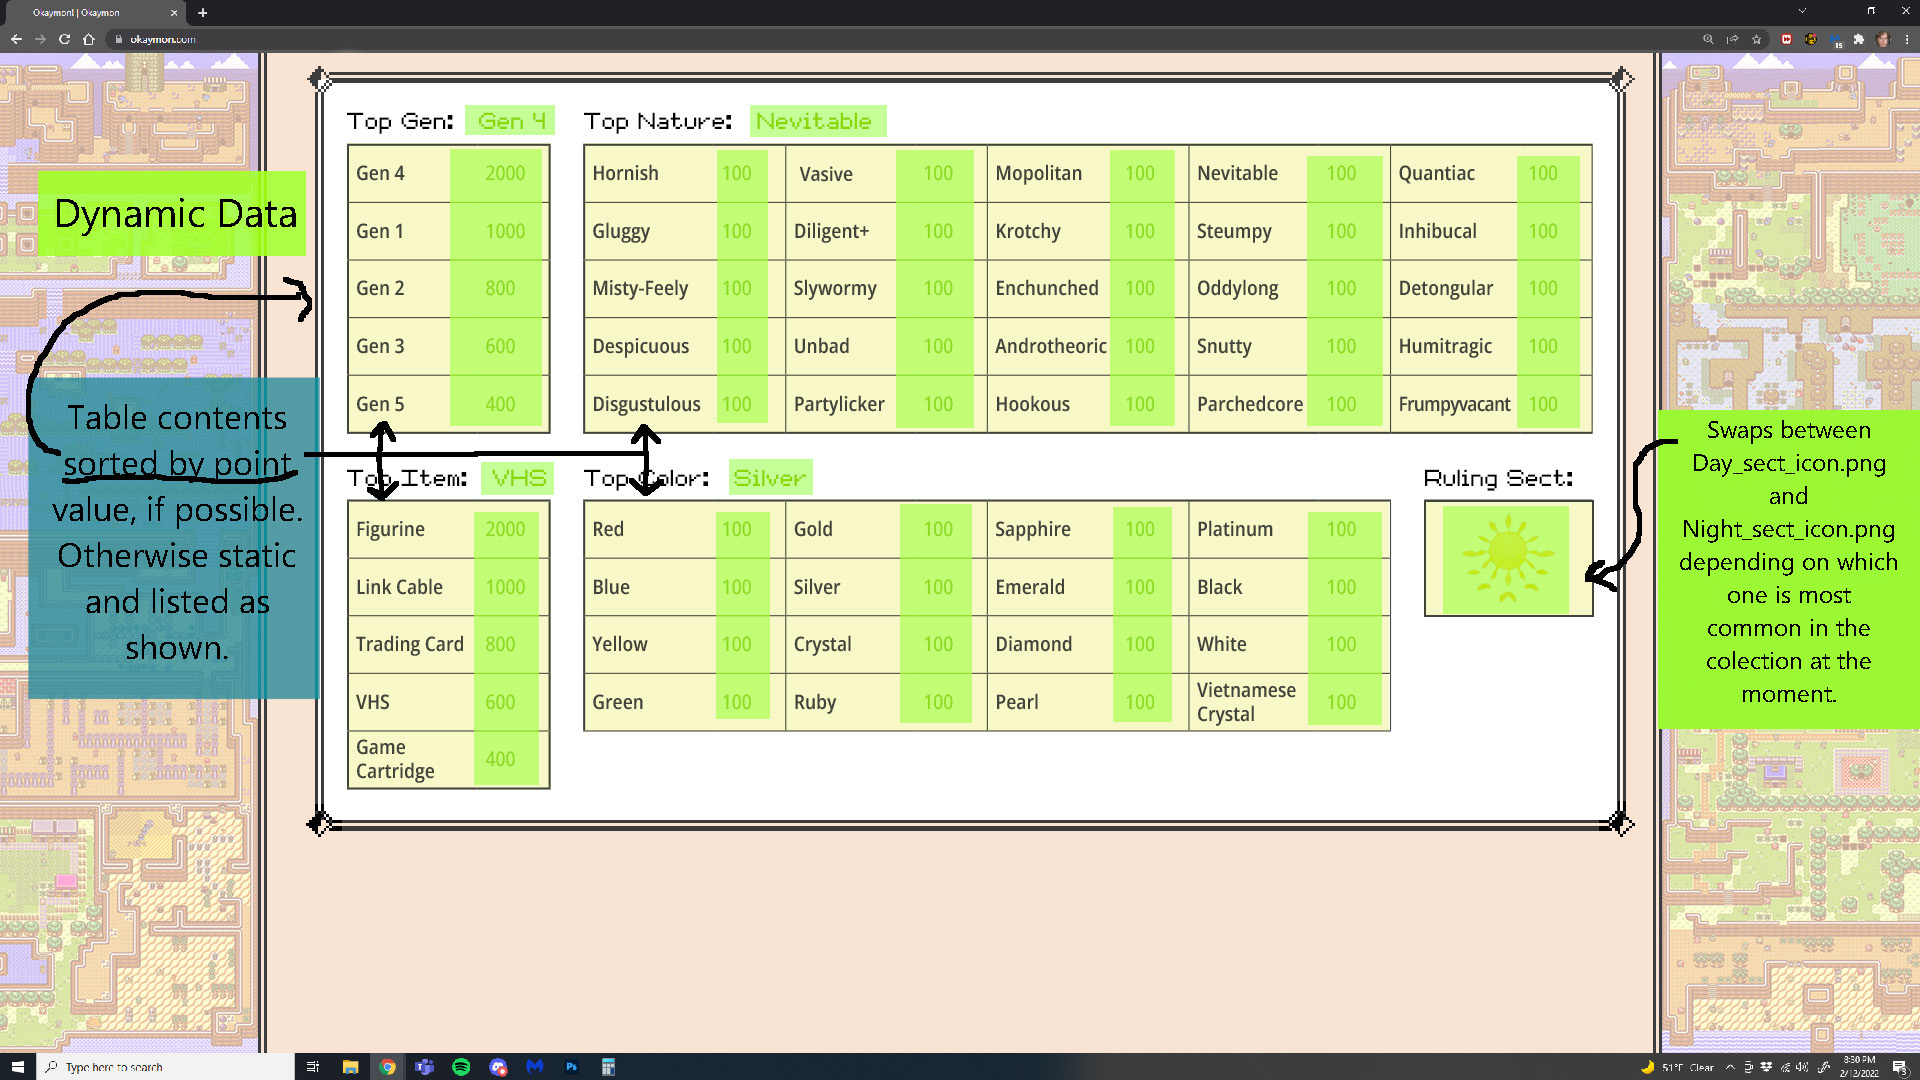 Okaymon! | Okaymon
okaymon.com
15
Top Gen: Gen 4
Top Nature: Nevitable
Gen 4 2000
Gen 1 1000
Gen 2 800
Gen 3 600
Gen 5 400
Hornish 100 Vasive 100 Mopolitan 100 Nevitable 100 Quantiac 100
Gluggy 100 Diligent+ 100 Krotchy 100 Steumpy 100 Inhibucal 100
Misty-Feely 100 Slywormy 100 Enchunched 100 Oddylong 100 Detongular 100
Despicuous 100 Unbad 100 Androtheoric 100 Snutty 100 Humitragic 100
Disgustulous 100 Partylicker 100 Hookous 100 Parchedcore 100 Frumpyvacant 100
Dynamic Data
Table contents
sorted by point
value, if possible.
Otherwise static
and listed as
shown.
Top Item: VHS
Top Color: Silver
Ruling Sect:
Figurine 2000
Link Cable 1000
Trading Card 800
VHS 600
Game
Cartridge 400
Red 100 Gold 100 Sapphire 100 Platinum 100
Blue 100 Silver 100 Emerald 100 Black 100
Yellow 100 Crystal 100 Diamond 100 White 100
Green 100 Ruby 100 Pearl 100 Vietnamese
Crystal 100
Swaps between
Day_sect_icon.png
and
Night_sect_icon.png
depending on which
one is most
common in the
colection at the
moment.
Type here to search
Ps
51°F Clear
8:30 PM
2/12/2022
3